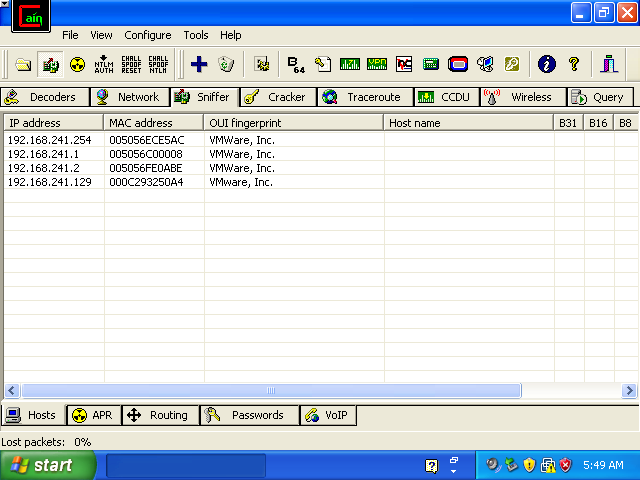 Cain
File View Configure Tools Help
NTLM AUTH CHALL SPOOF RESET CHALL SPOOF NTLM B64
Decoders Network Sniffer Cracker Traceroute CCDU Wireless Query
IP address MAC address OUI fingerprint Host name B31 B16 B8
192.168.241.254 005056ECE5AC VMWare, Inc.
192.168.241.1 005056C00008 VMWare, Inc.
192.168.241.2 005056FE0ABE VMWare, Inc.
192.168.241.129 000C293250A4 VMware, Inc.
Hosts APR Routing Passwords VoIP
Lost packets: 0%
start 5:49 AM